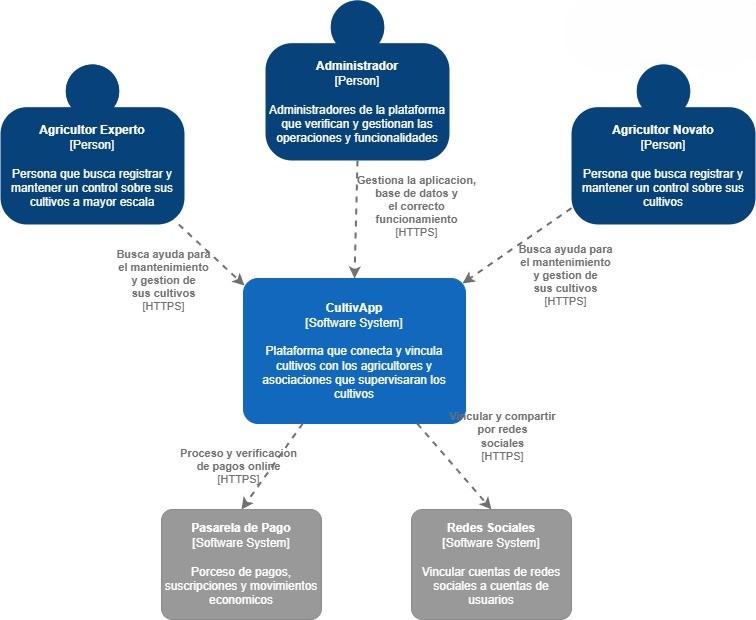 Administrador
[Person]
Administradores de la plataforma
que verifican y gestionan las
operaciones y funcionalidades
Agricultor Experto
[Person]
Persona que busca registrar y
mantener un control sobre sus
cultivos a mayor escala
Agricultor Novato
[Person]
Persona que busca registrar y
mantener un control sobre sus
cultivos
Gestiona la aplicacion,
base de datos y
el correcto
funcionamiento
[HTTPS]
Busca ayuda para
el mantenimiento
y gestion de
sus cultivos
[HTTPS]
Busca ayuda para
el mantenimiento
y gestion de
sus cultivos
[HTTPS]
CultivApp
[Software System]
Plataforma que conecta y vincula
cultivos con los agricultores y
asociaciones que supervisaran los
cultivos
Vincular y compartir
por redes
sociales
[HTTPS]
Proceso y verificacion
de pagos online
[HTTPS]
Pasarela de Pago
[Software System]
Porceso de pagos,
suscripciones y movimientos
economicos
Redes Sociales
[Software System]
Vincular cuentas de redes
sociales a cuentas de
usuarios